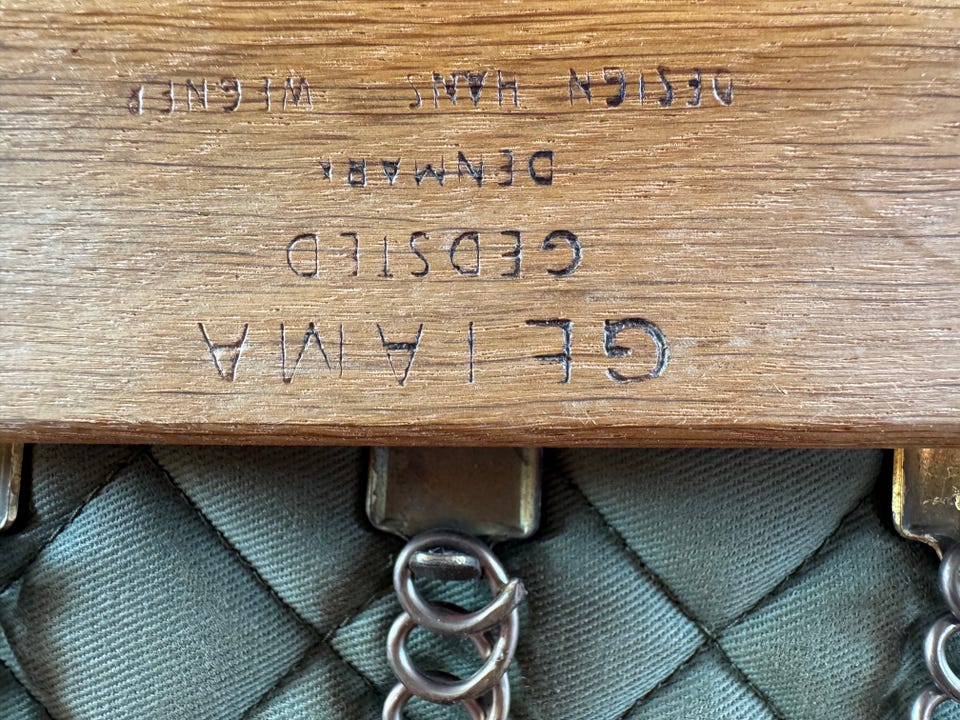 GETAMA
GEDSTED
DENMARK
DESIGN HANS WEGNER